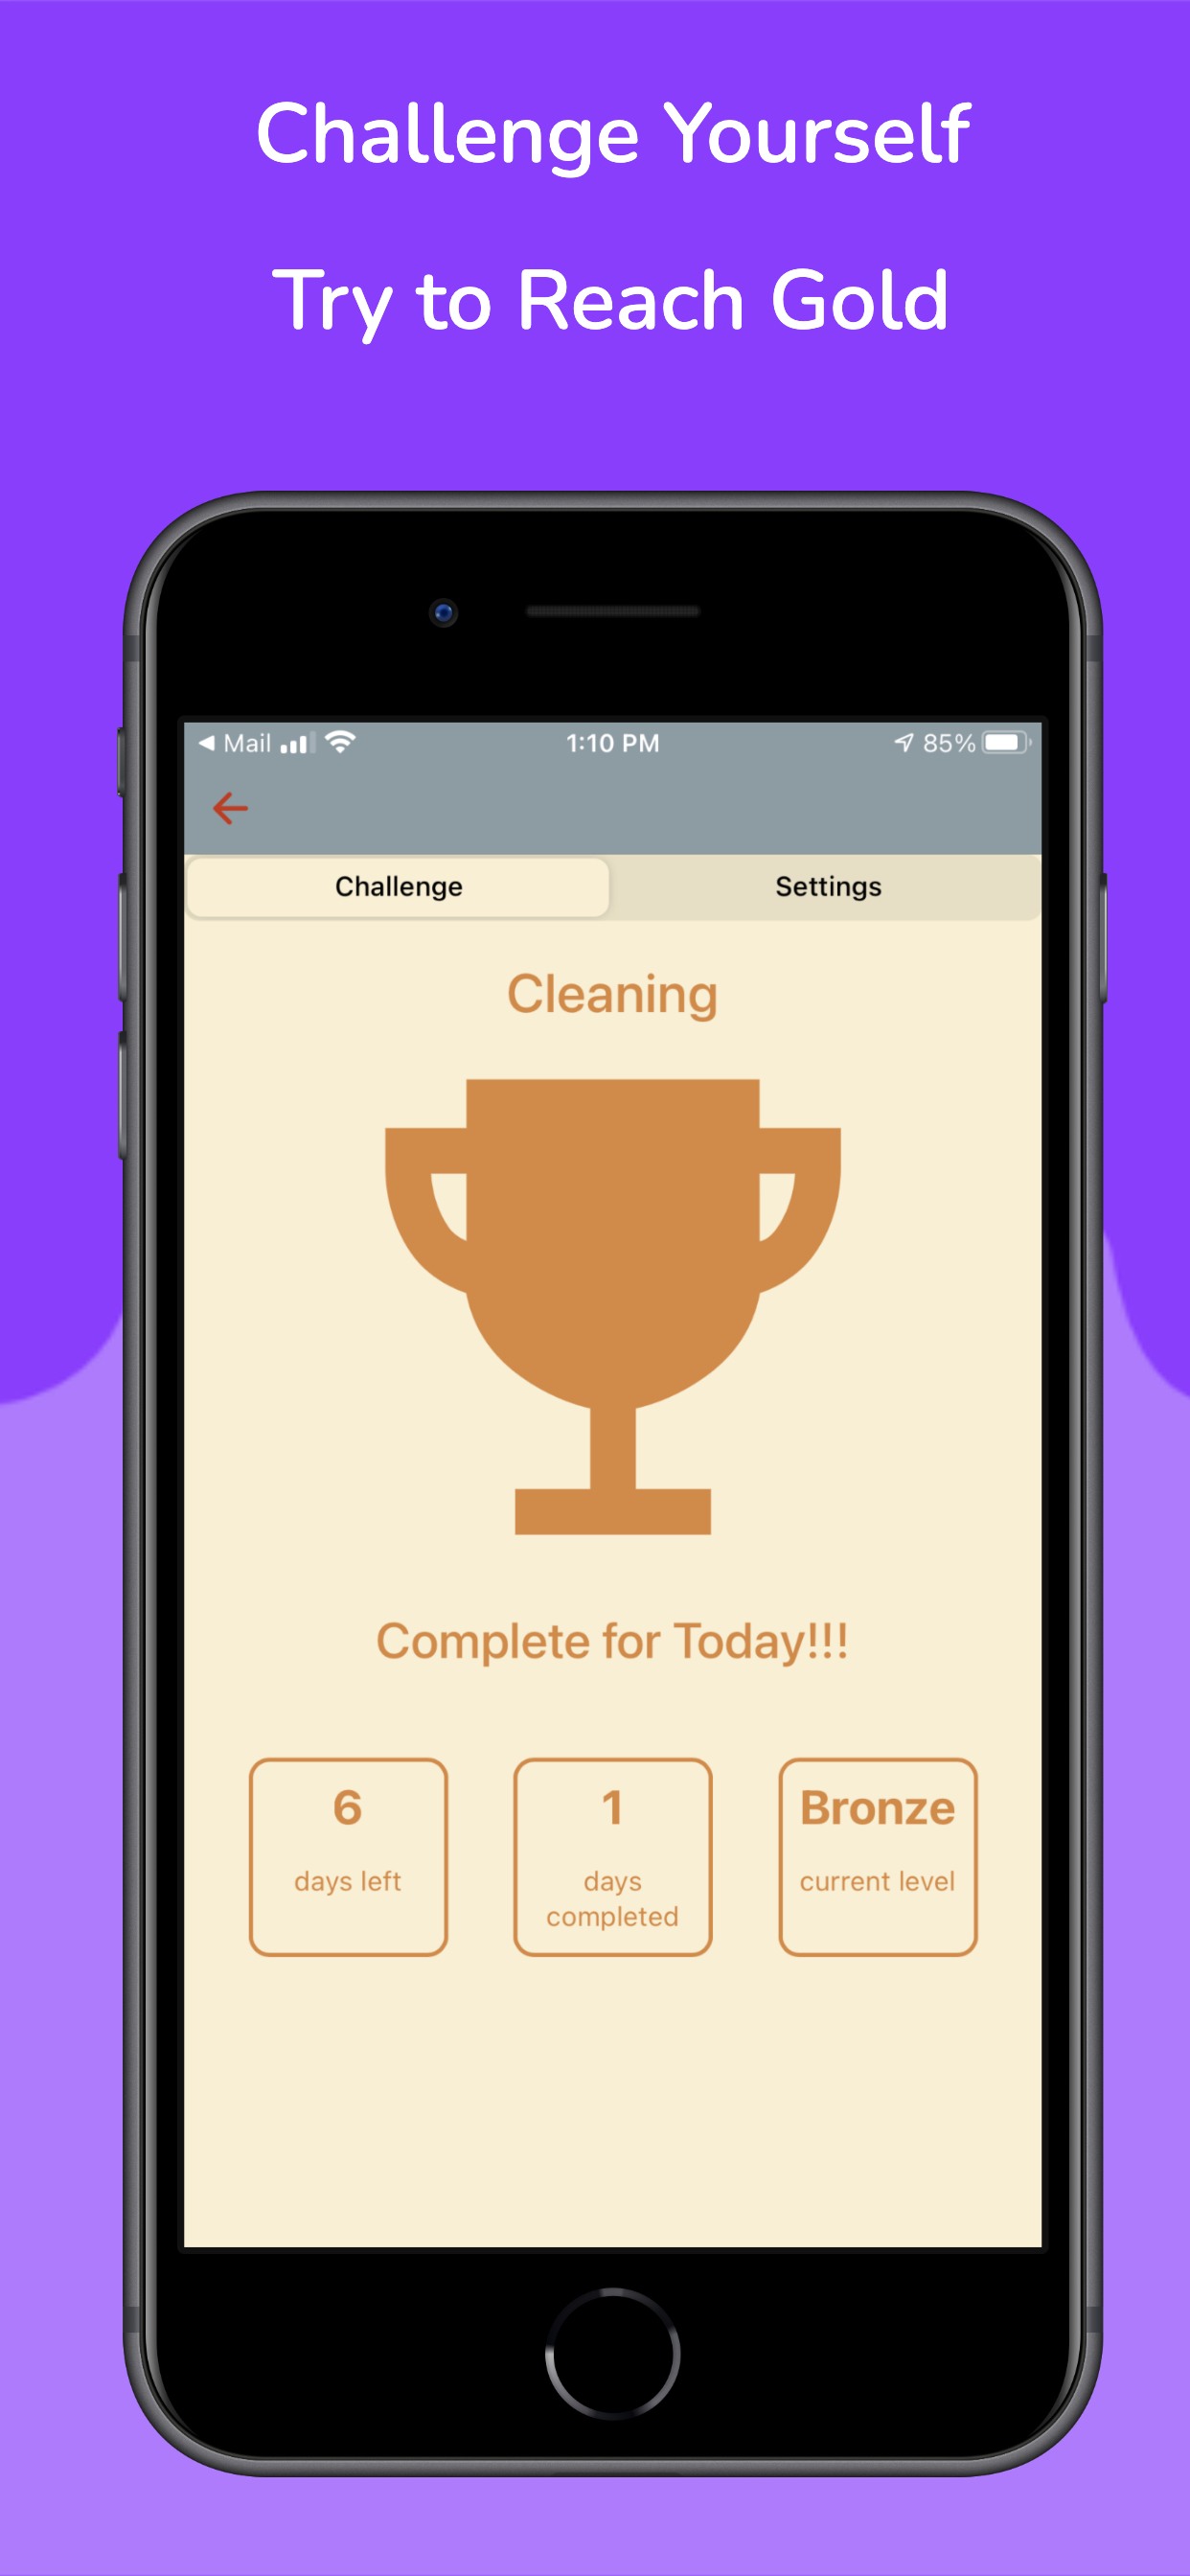 Challenge Yourself
Try to Reach Gold
Mail 1:10 PM 85%
Challenge Settings
Cleaning
Complete for Today!!!
6 1 Bronze
days left days current level
completed